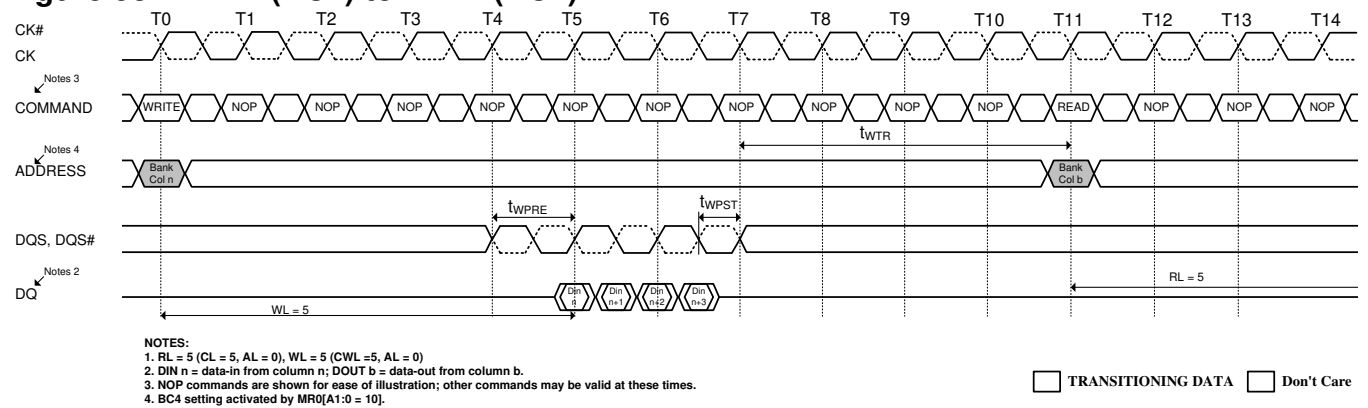 T0 T1 T2 T3 T4 T5 T6 T7 T8 T9 T10 T11 T12 T13 T14
CK#
CK
Notes 3
COMMAND WRITE NOP NOP NOP NOP NOP NOP NOP NOP NOP NOP READ NOP NOP NOP
tWTR
Notes 4
ADDRESS
Bank
Col n
Bank
Col b
tWPRE tWPST
DQS, DQS#
Notes 2
DQ
Din
n
Din
n+1
Din
n+2
Din
n+3
RL = 5
WL = 5
NOTES:
1. RL = 5 (CL = 5, AL = 0), WL = 5 (CWL =5, AL = 0)
2. DIN n = data-in from column n; DOUT b = data-out from column b.
3. NOP commands are shown for ease of illustration; other commands may be valid at these times.
4. BC4 setting activated by MR0[A1:0 = 10].
TRANSITIONING DATA Don't Care